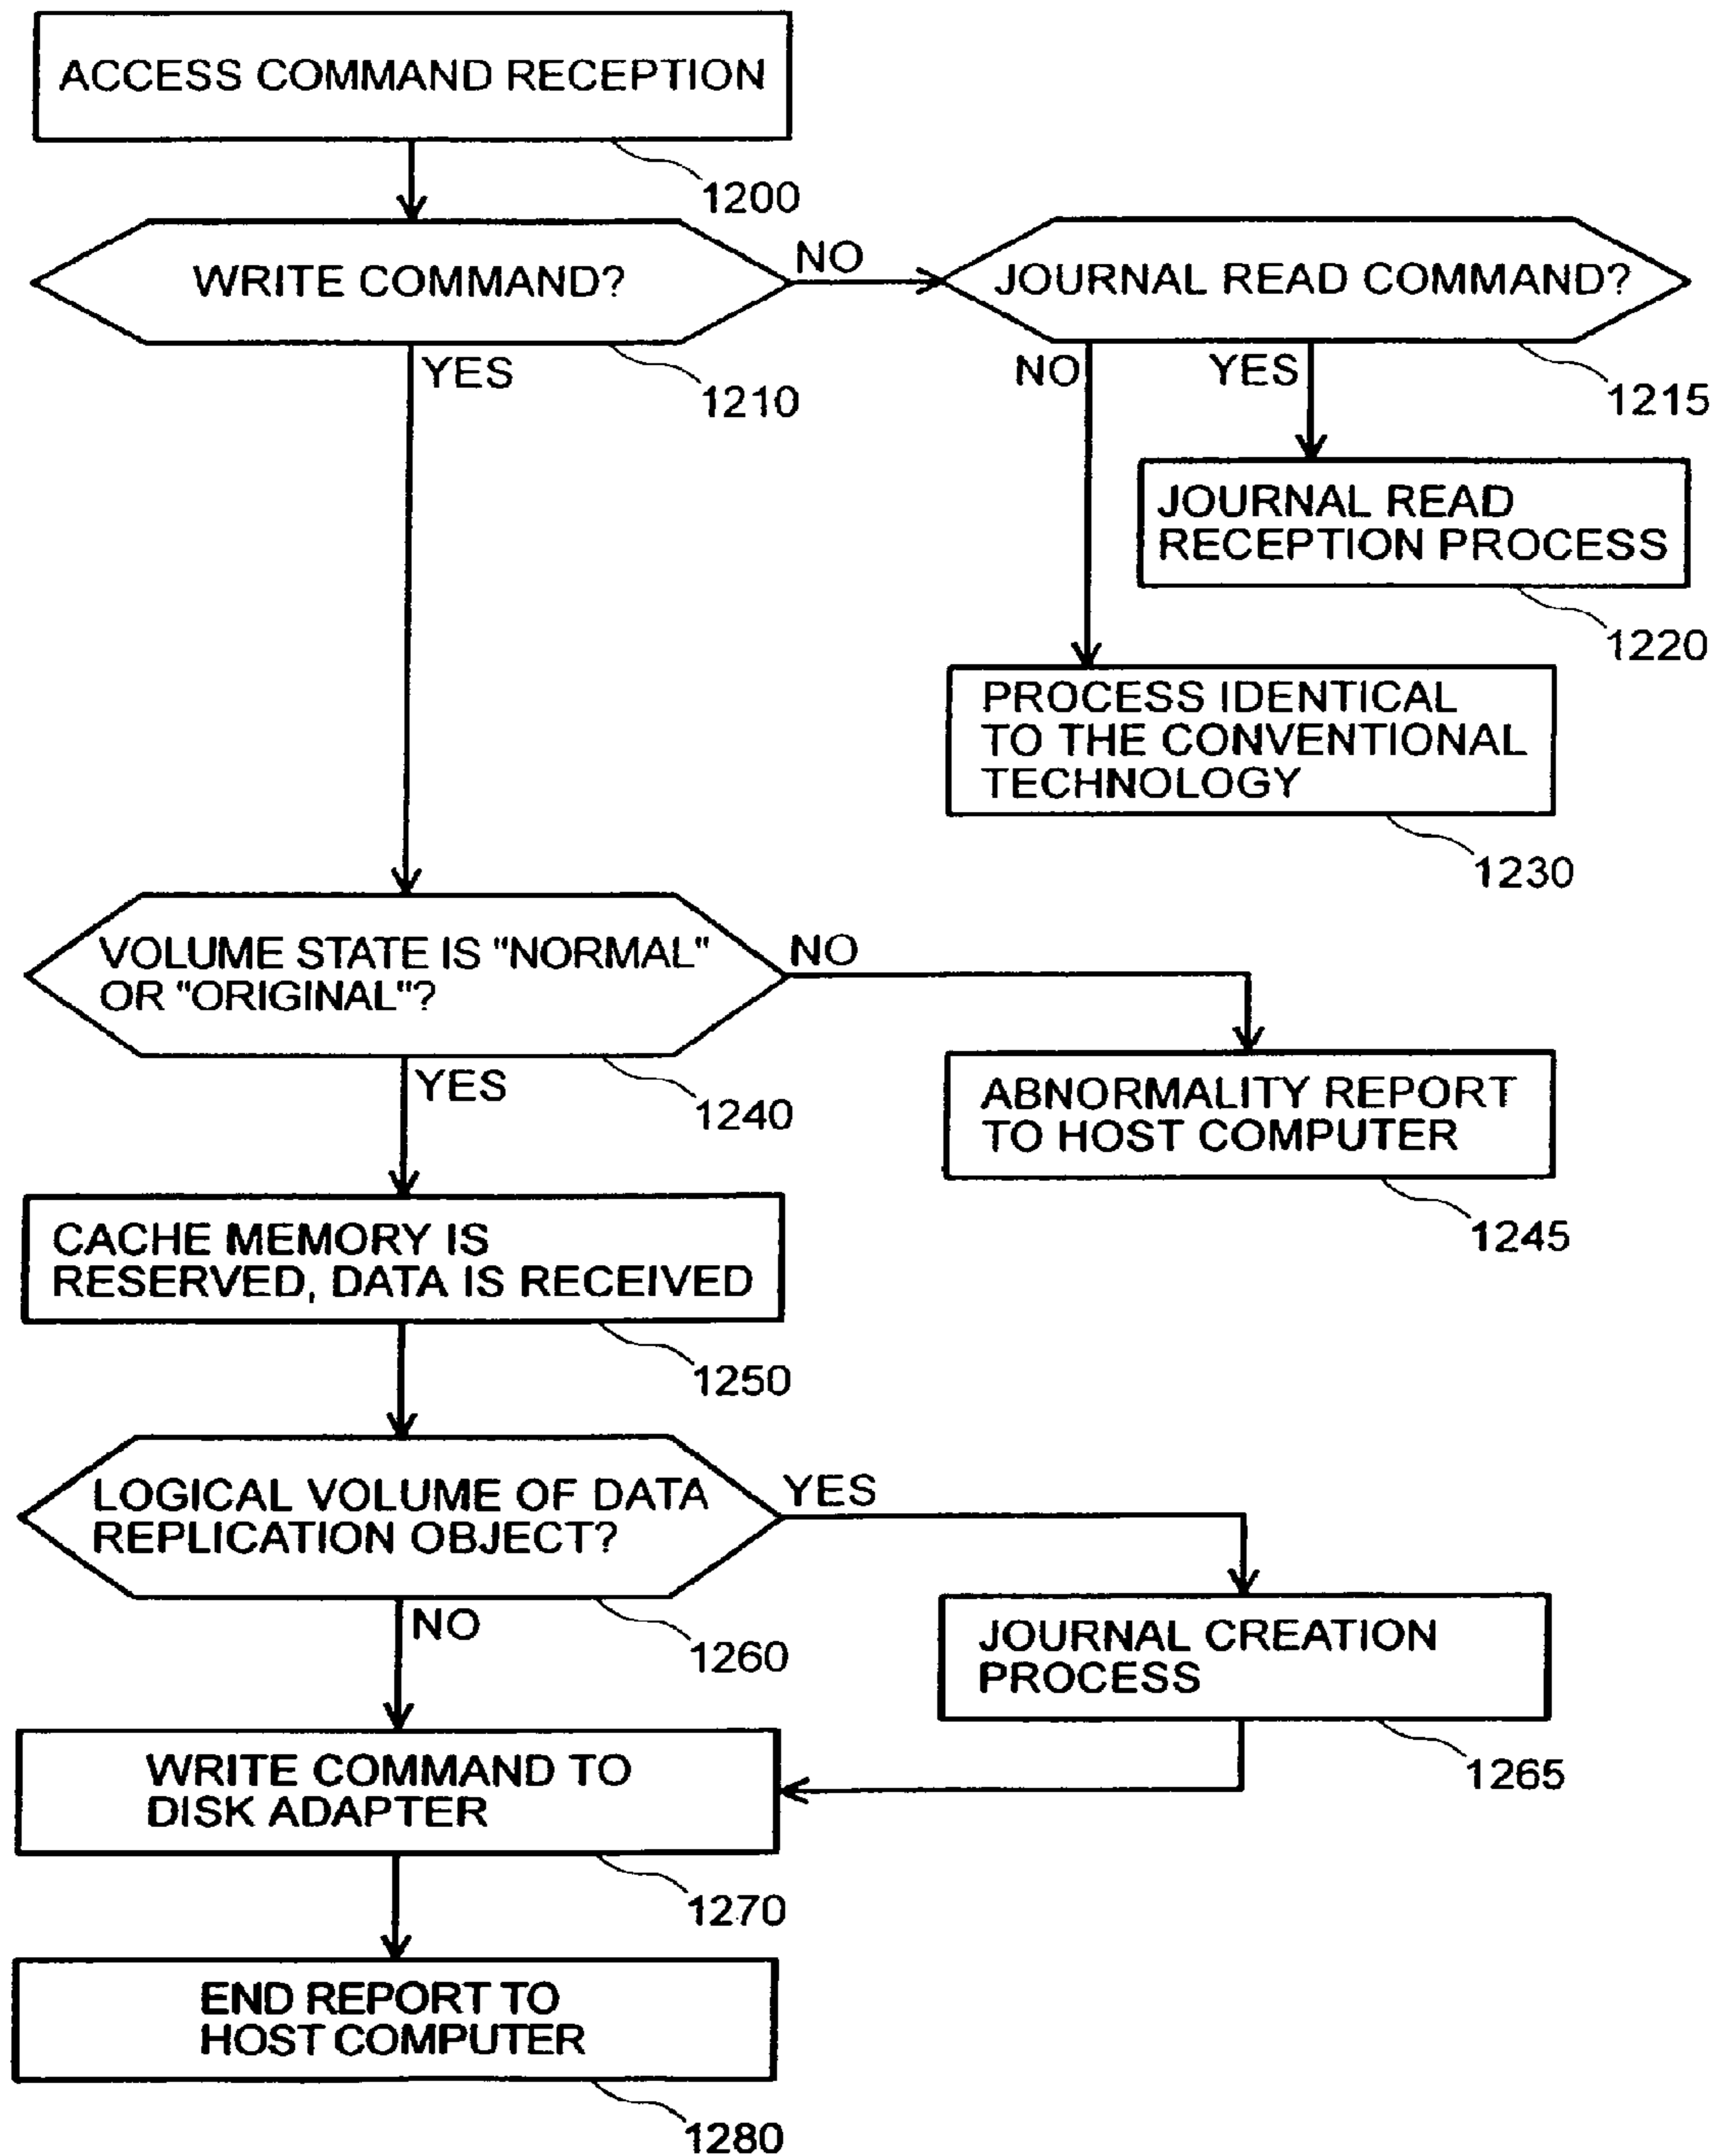 ACCESS COMMAND RECEPTION
1200
WRITE COMMAND?
NO
JOURNAL READ COMMAND?
YES
1210
NO
YES
1215
JOURNAL READ
RECEPTION PROCESS
1220
PROCESS IDENTICAL
TO THE CONVENTIONAL
TECHNOLOGY
1230
VOLUME STATE IS "NORMAL"
OR "ORIGINAL"?
NO
YES
1240
ABNORMALITY REPORT
TO HOST COMPUTER
1245
CACHE MEMORY IS
RESERVED, DATA IS RECEIVED
1250
LOGICAL VOLUME OF DATA
REPLICATION OBJECT?
YES
NO
1260
JOURNAL CREATION
PROCESS
1265
WRITE COMMAND TO
DISK ADAPTER
1270
END REPORT TO
HOST COMPUTER
1280